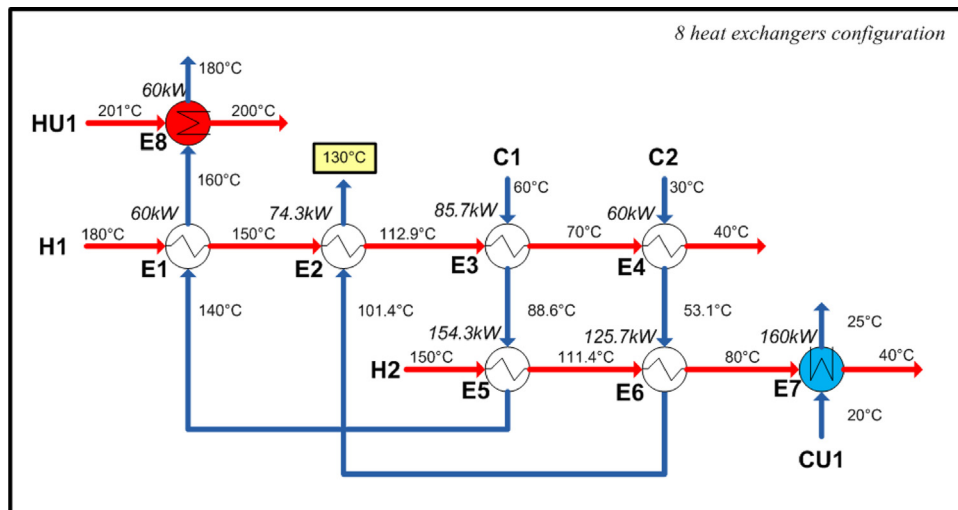 8 heat exchangers configuration
180°C
60kW
201°C
200°C
HU1
E8
130°C
C1
C2
160°C
60°C
30°C
60kW
74.3kW
85.7kW
60kW
180°C
150°C
112.9°C
70°C
40°C
H1
E1
E2
E3
E4
140°C
101.4°C
88.6°C
53.1°C
25°C
154.3kW
125.7kW
160kW
150°C
111.4°C
80°C
40°C
H2
E5
E6
E7
20°C
CU1